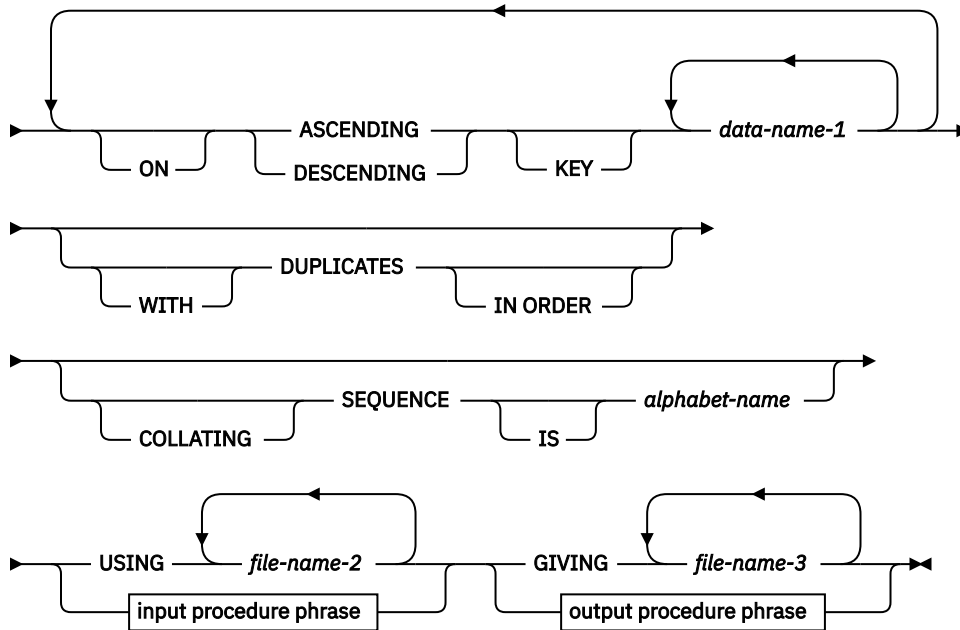 ASCENDING data-name-1
ON DESCENDING KEY
DUPLICATES
WITH IN ORDER
SEQUENCE alphabet-name
COLLATING IS
USING file-name-2 GIVING file-name-3
input procedure phrase output procedure phrase